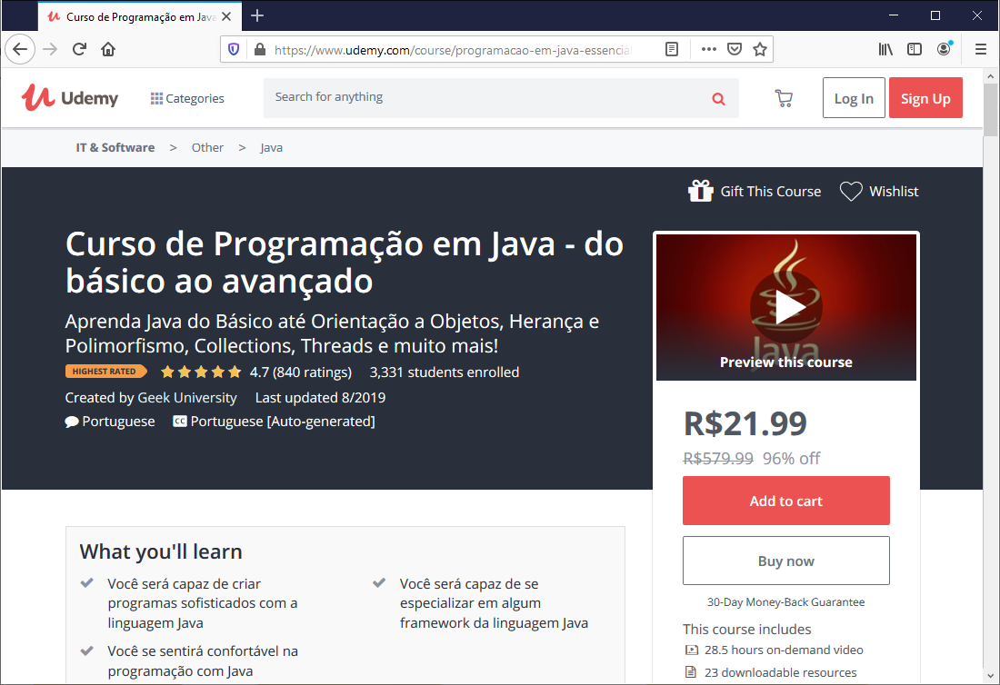 Curso de Programação em Java
https://www.udemy.com/course/programacao-em-java-essencial
Udemy
Categories
Search for anything
Log In
Sign Up
IT & Software > Other > Java
Gift This Course
Wishlist
Curso de Programação em Java - do
básico ao avançado
Aprenda Java do Básico até Orientação a Objetos, Herança e
Polimorfismo, Collections, Threads e muito mais!
HIGHEST RATED 4.7 (840 ratings) 3,331 students enrolled
Created by Geek University Last updated 8/2019
Portuguese CC Portuguese [Auto-generated]
Java
Preview this course
R$21.99
R$579.99 96% off
Add to cart
Buy now
30-Day Money-Back Guarantee
This course includes
28.5 hours on-demand video
23 downloadable resources
What you'll learn
Você será capaz de criar
programas sofisticados com a
linguagem Java
Você se sentirá confortável na
programação com Java
Você será capaz de se
especializar em algum
framework da linguagem Java